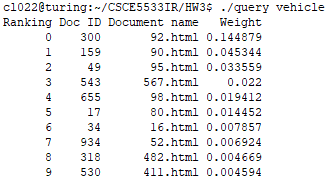 cl022@turing:~/CSCE5533IR/HW3$ ./query vehicle
Ranking Doc ID Document name Weight
0 300 92.html 0.144879
1 159 90.html 0.045344
2 49 95.html 0.033559
3 543 567.html 0.022
4 655 98.html 0.019412
5 17 80.html 0.014452
6 34 16.html 0.007857
7 934 52.html 0.006924
8 318 482.html 0.004669
9 530 411.html 0.004594